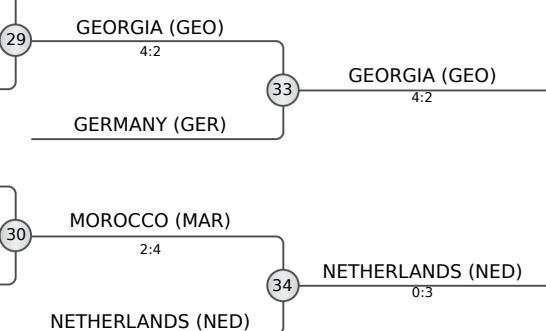 GEORGIA (GEO)
29
4:2
GEORGIA (GEO)
33
4:2
GERMANY (GER)
MOROCCO (MAR)
30
2:4
NETHERLANDS (NED)
34
0:3
NETHERLANDS (NED)